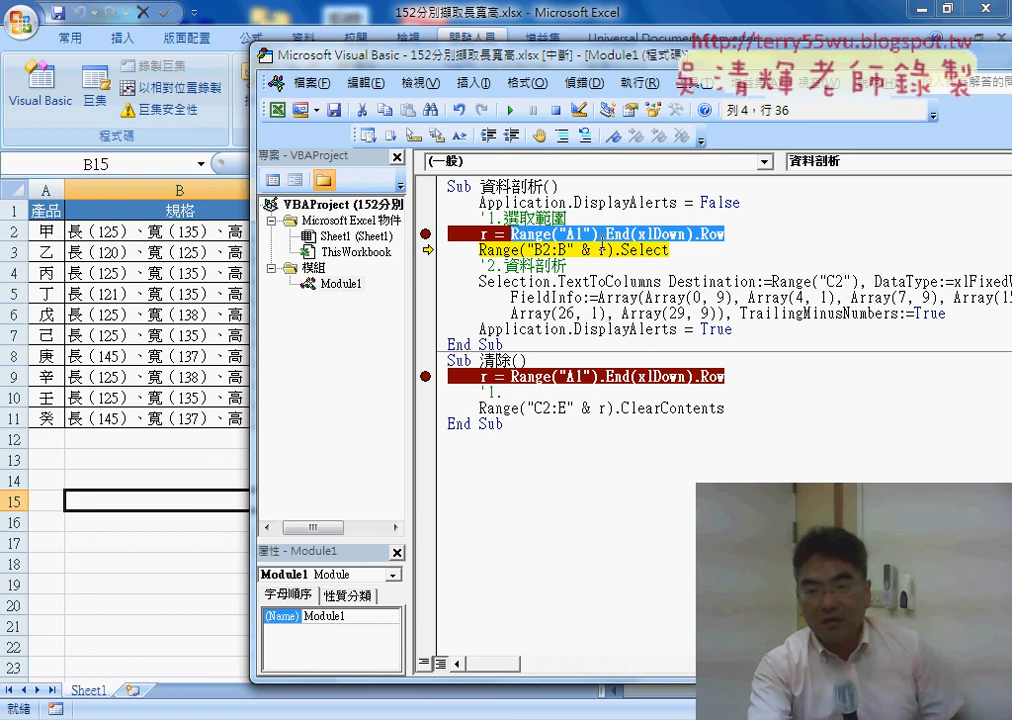 152分別擷取長寬高.xlsx - Microsoft Excel
常用 插入 版面配置 公式 資料 校閱 檢視 開發人員 增益集
Visual Basic
巨集
錄製巨集
以相對位置錄製
巨集安全性
程式碼
http://terry55wu.blogspot.tw
吳清輝老師錄製
Microsoft Visual Basic - 152分別擷取長寬高.xlsx [中斷] - [Module1 (程式碼
檔案(F) 編輯(E) 檢視(V) 插入(I) 格式(O) 偵錯(D) 執行(R)
列 4，行 36
B15
專案 - VBAProject
VBAProject (152分別
Microsoft Excel 物件
Sheet1 (Sheet1)
ThisWorkbook
模組
Module1
屬性 - Module1
Module1 Module
字母順序 性質分類
(Name) Module1
(一般) 資料剖析
Sub 資料剖析()
Application.DisplayAlerts = False
'1.選取範圍
r = Range("A1").End(xlDown).Row
Range("B2:B" & r).Select
'2.資料剖析
Selection.TextToColumns Destination:=Range("C2"), DataType:=xlFixedW
FieldInfo:=Array(Array(0, 9), Array(4, 1), Array(7, 9), Array(15
Array(26, 1), Array(29, 9)), TrailingMinusNumbers:=True
Application.DisplayAlerts = True
End Sub
Sub 清除()
r = Range("A1").End(xlDown).Row
'1.
Range("C2:E" & r).ClearContents
End Sub
A B
1 產品 規格
2 甲 長（125）、寬（135）、高
3 乙 長（120）、寬（125）、高
4 丙 長（125）、寬（135）、高
5 丁 長（121）、寬（135）、高
6 戊 長（125）、寬（138）、高
7 己 長（125）、寬（135）、高
8 庚 長（145）、寬（137）、高
9 辛 長（125）、寬（138）、高
10 壬 長（125）、寬（135）、高
11 癸 長（145）、寬（137）、高
12
13
14
15
16
17
18
19
20
21
22
23
Sheet1
就緒